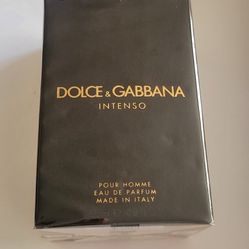 DOLCE & GABBANA
INTENSO
POUR HOMME
EAU DE PARFUM
MADE IN ITALY